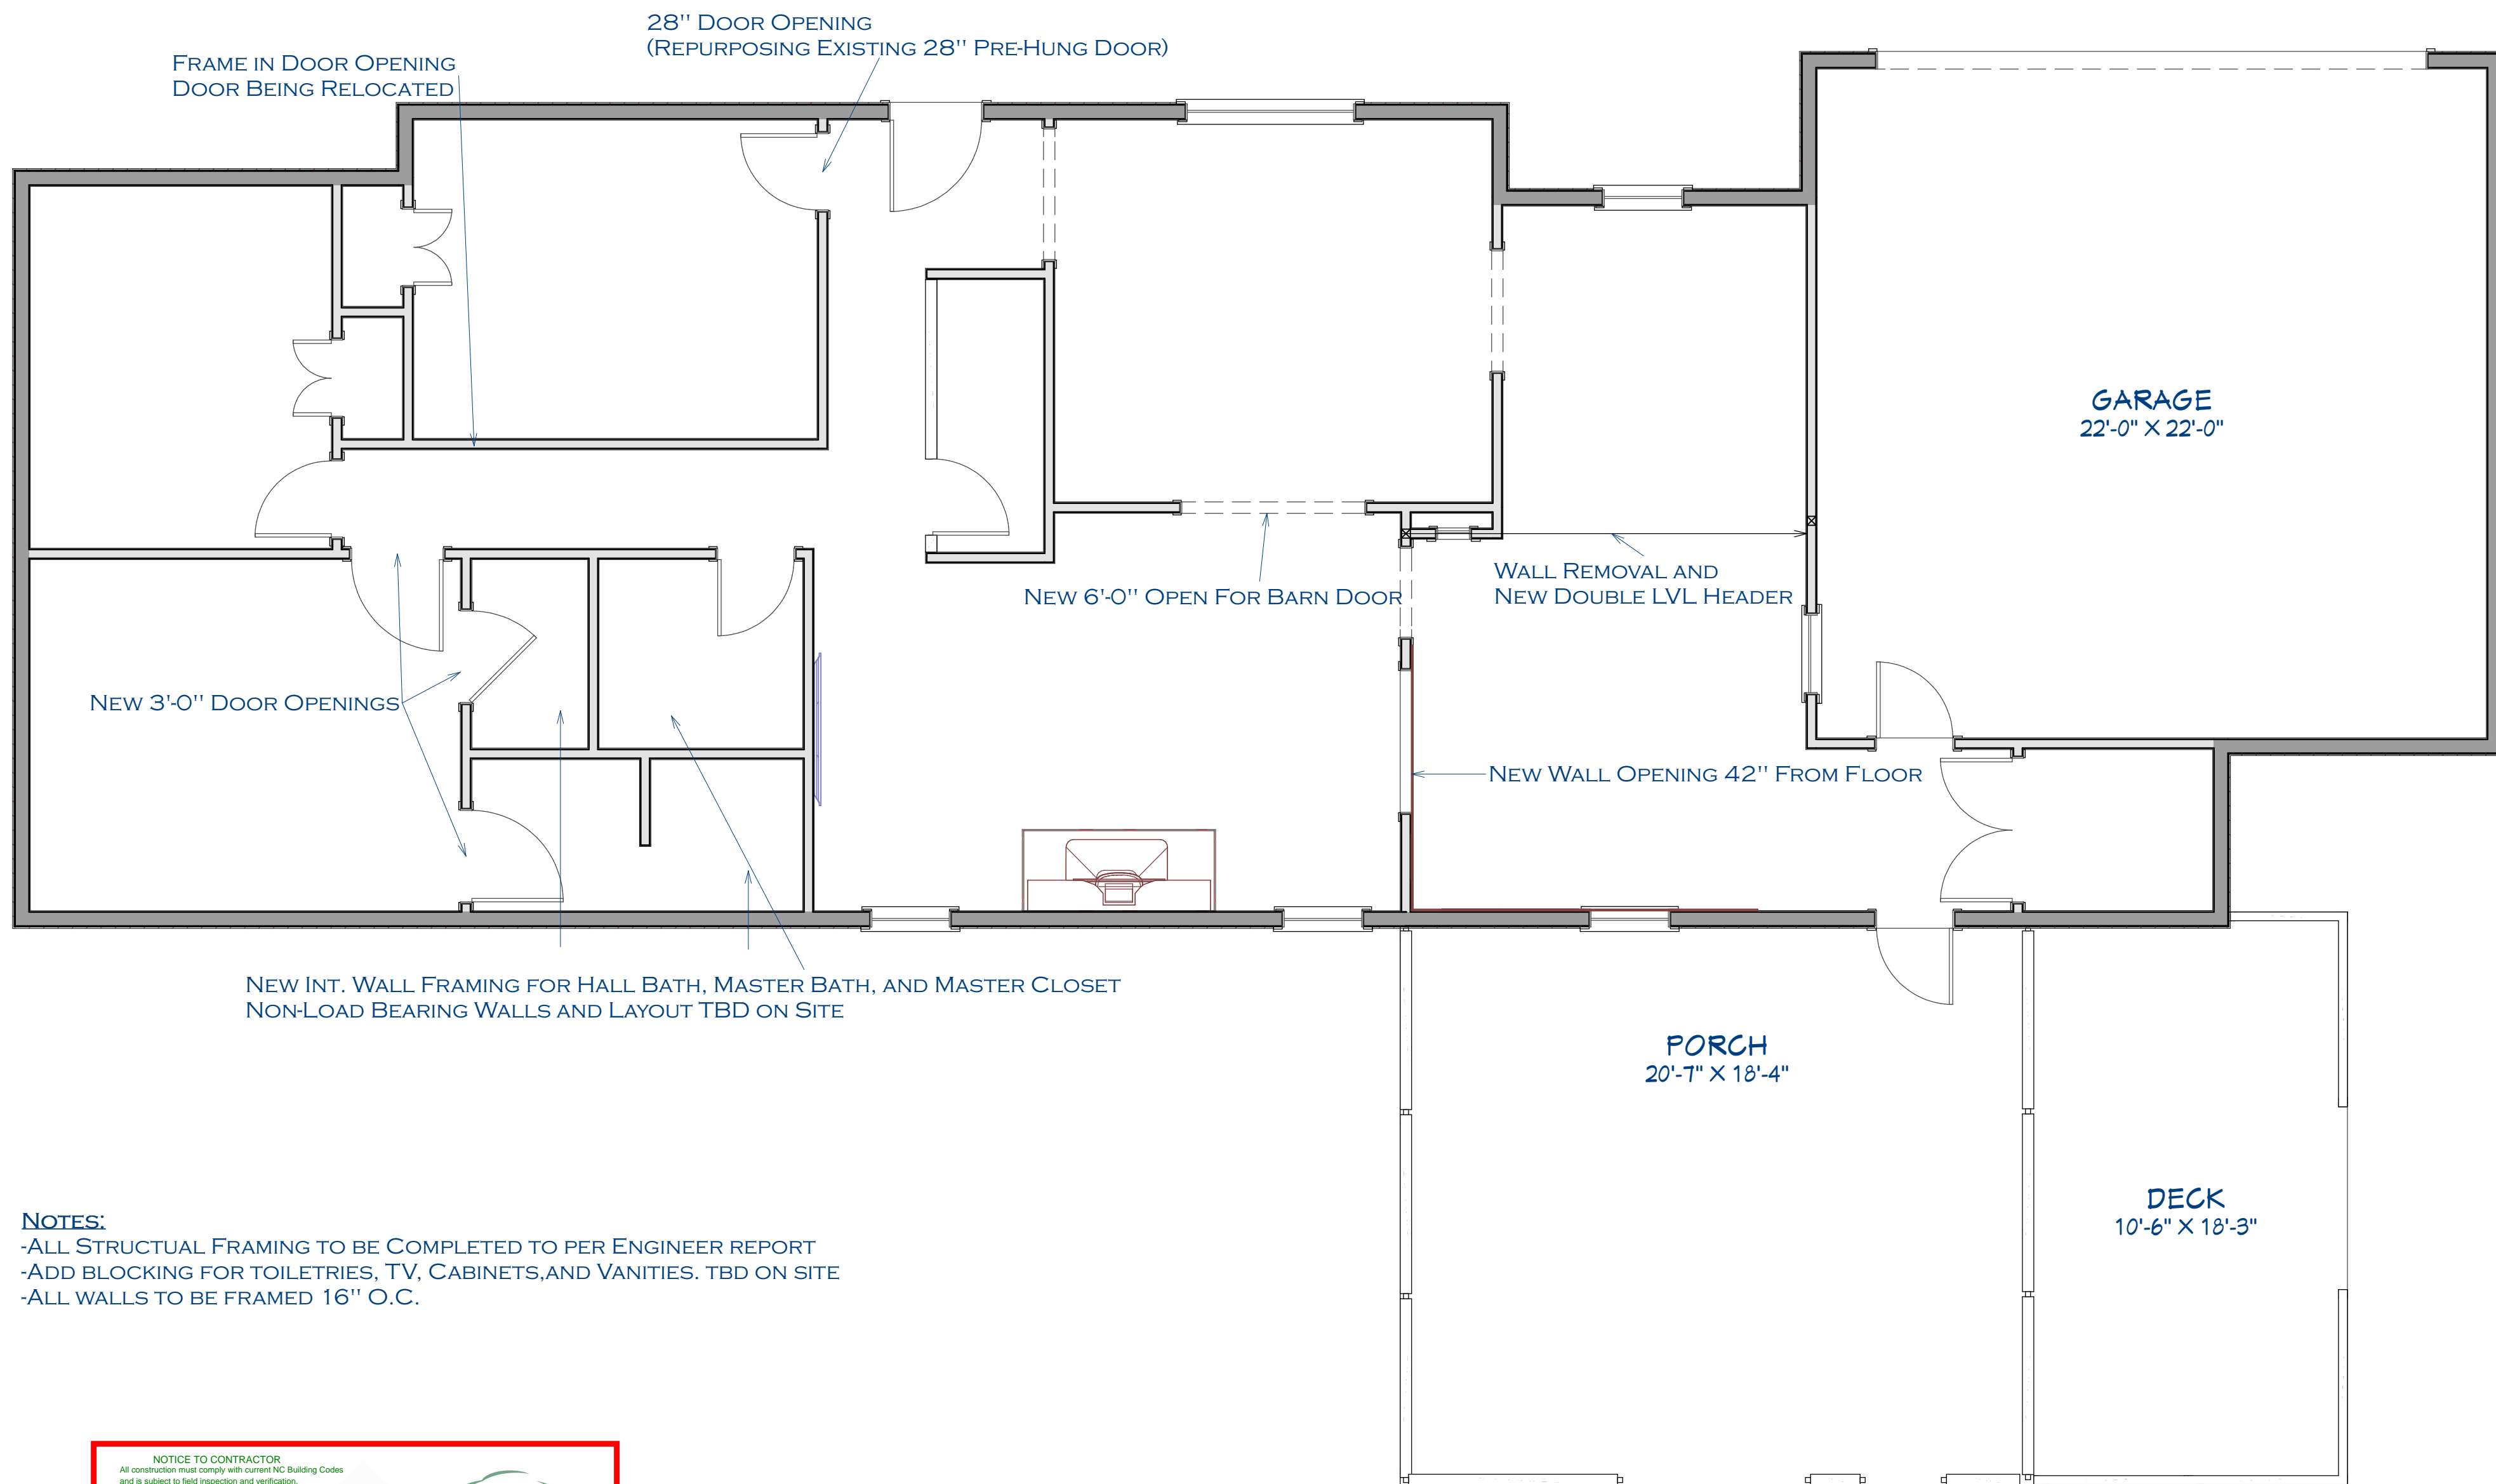 28" Door Opening
(Repurposing Existing 28" Pre-Hung Door)
Frame in Door Opening
Door Being Relocated
GARAGE
22'-0" X 22'-0"
Wall Removal and
New Double LVL Header
New 6'-0" Open For Barn Door
New 3'-0" Door Openings
New Wall Opening 42" From Floor
New Int. Wall Framing for Hall Bath, Master Bath, and Master Closet
Non-Load Bearing Walls and Layout TBD on Site
PORCH
20'-7" X 18'-4"
DECK
10'-6" X 18'-3"
Notes:
-All Structual Framing to be Completed to per Engineer report
-Add blocking for toiletries, TV, Cabinets,and Vanities. tbd on site
-All walls to be framed 16" O.C.
NOTICE TO CONTRACTOR
All construction must comply with current NC Building Codes
and is subject to field inspection and verification.